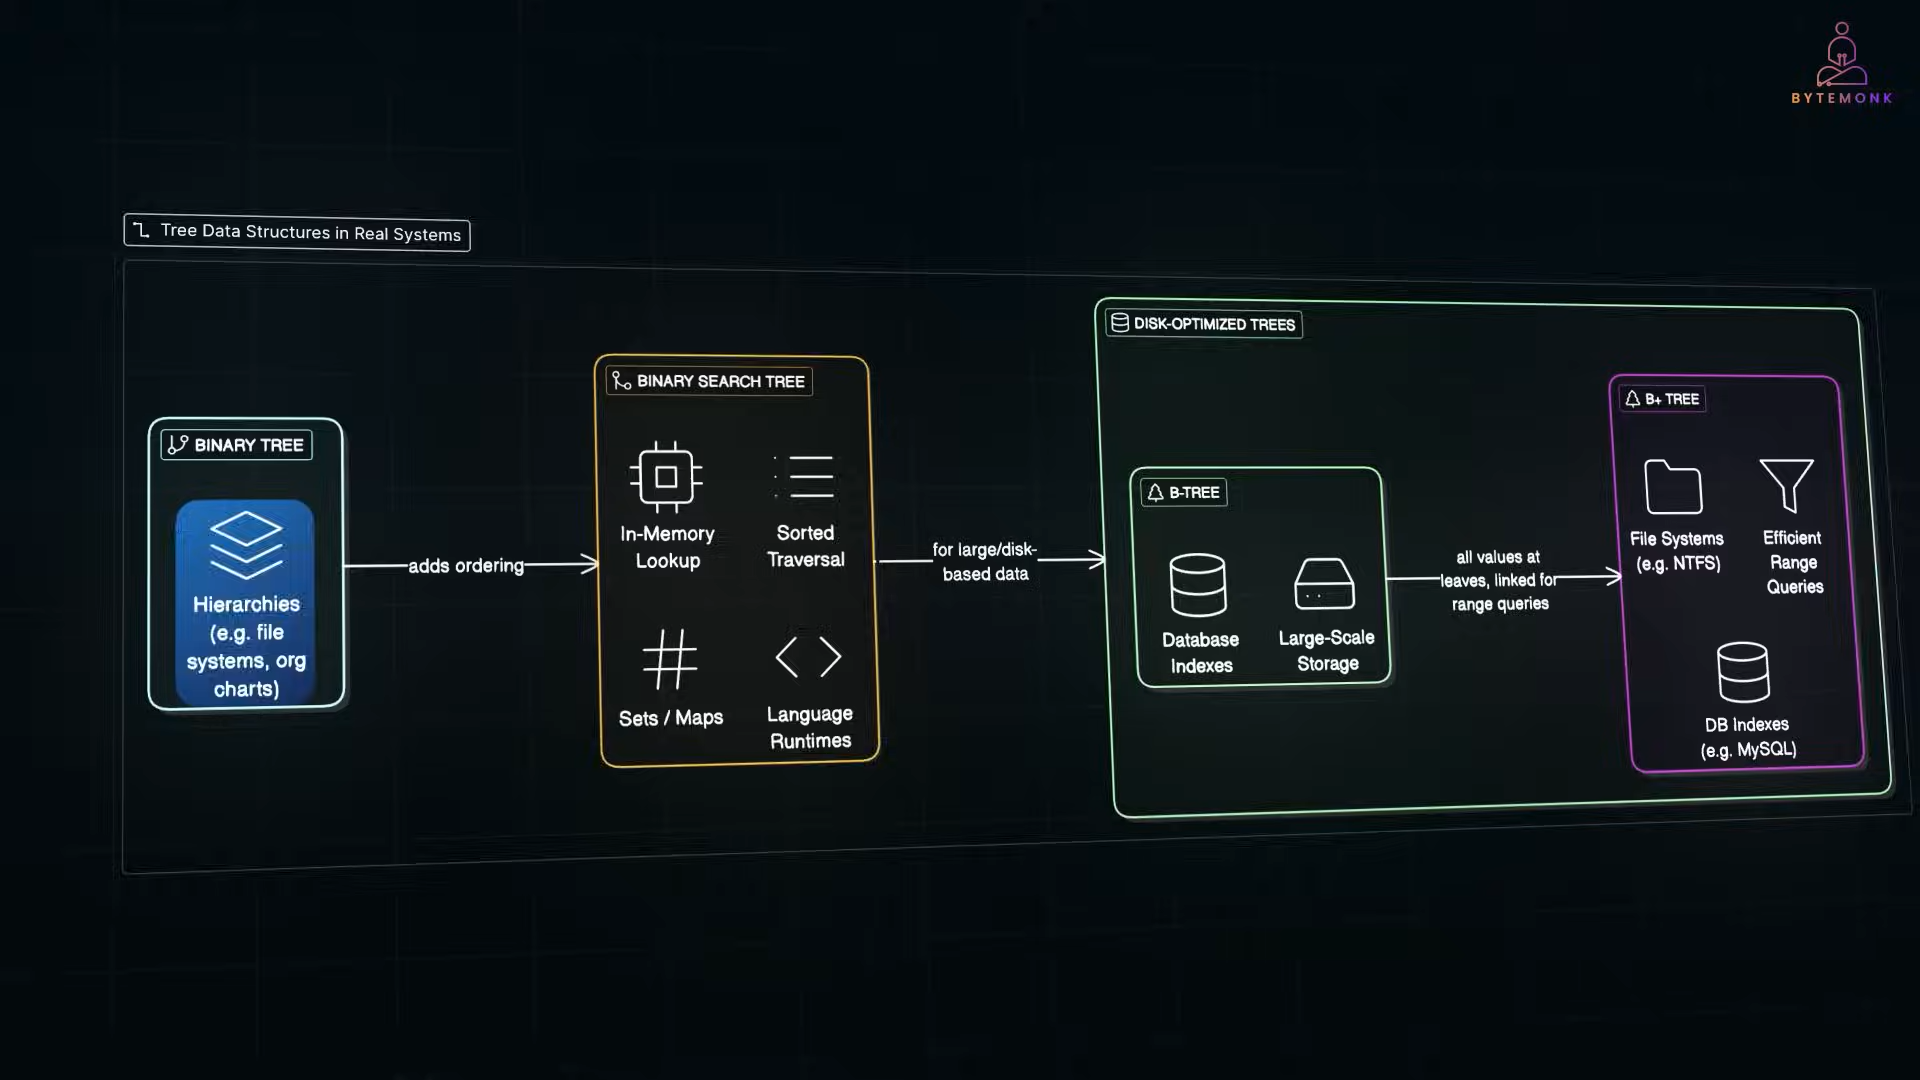 BYTEMONK
Tree Data Structures in Real Systems
BINARY TREE
Hierarchies
(e.g. file
systems, org
charts)
adds ordering
BINARY SEARCH TREE
In-Memory
Lookup
Sorted
Traversal
Sets / Maps
Language
Runtimes
for large/disk-
based data
DISK-OPTIMIZED TREES
B-TREE
Database
Indexes
Large-Scale
Storage
all values at
leaves, linked for
range queries
B+ TREE
File Systems
(e.g. NTFS)
Efficient
Range
Queries
DB Indexes
(e.g. MySQL)